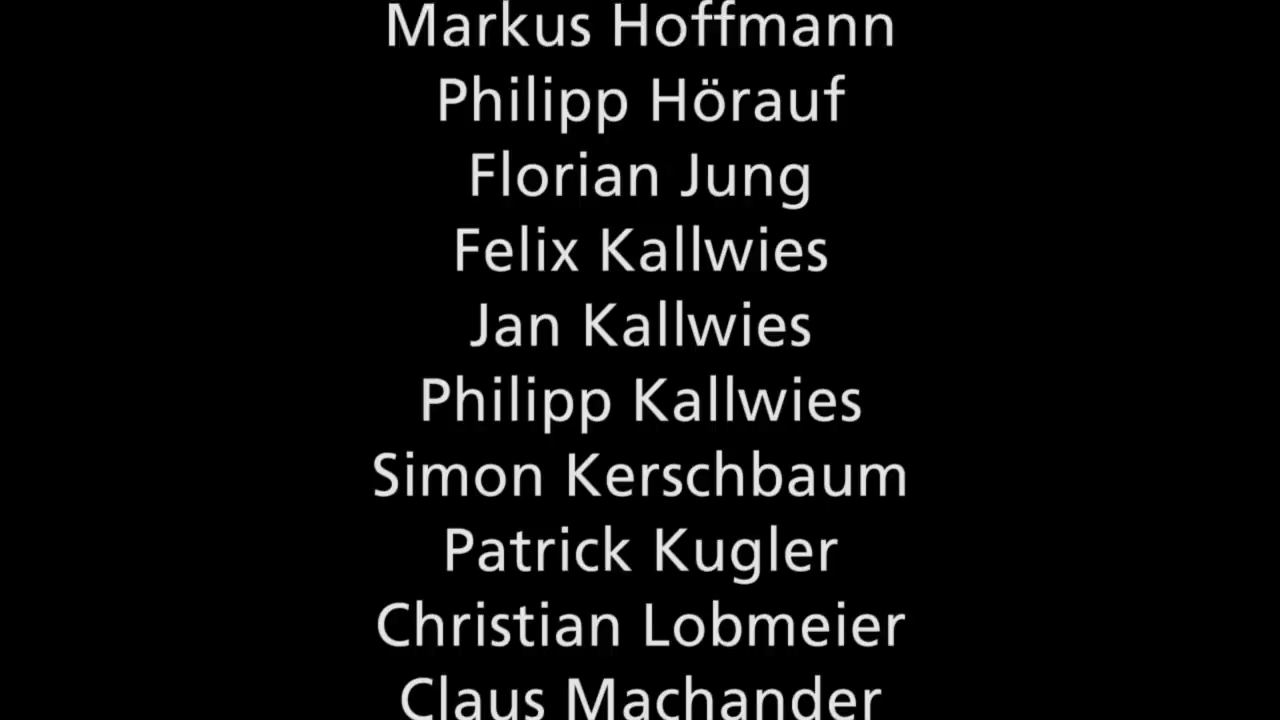 Markus Hoffmann
Philipp Hörauf
Florian Jung
Felix Kallwies
Jan Kallwies
Philipp Kallwies
Simon Kerschbaum
Patrick Kugler
Christian Lobmeier
Claus Machander